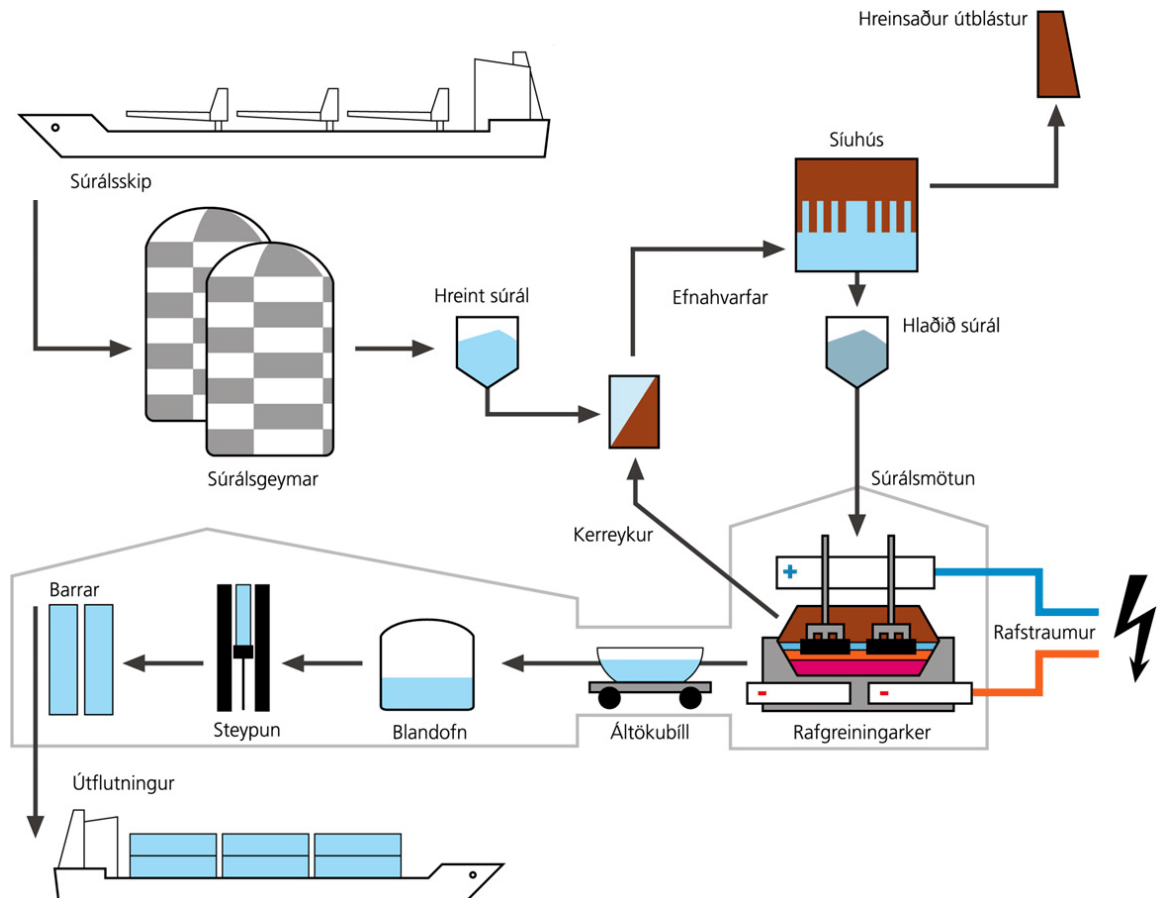 Hreinsaður útblástur
Síuhús
Súrálsskip
Hreint súrál
Efnahvarfar
Hlaðið súrál
Súrálsgeymar
Súrálsmötun
Kerreykur
Barrar
+
Rafstraumur
- -
Steypun
Blandofn
Áltökubíll
Rafgreiningarker
Útflutningur